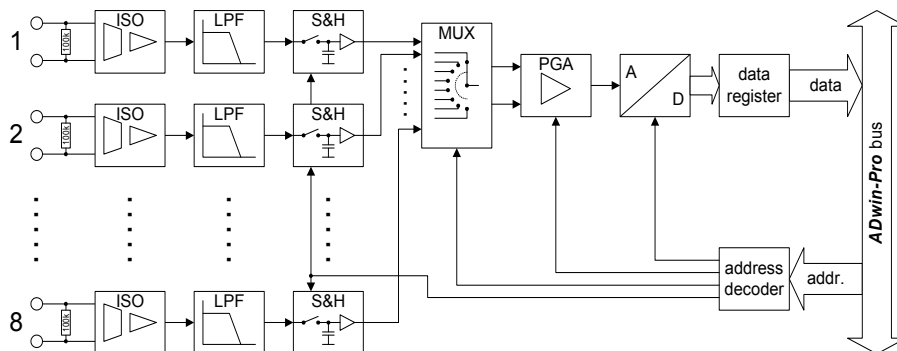 1
100k
ISO
LPF
S&H
MUX
PGA
A
D
data
register
data
2
100k
ISO
LPF
S&H
ADwin-Pro bus
8
100k
ISO
LPF
S&H
address
decoder
addr.